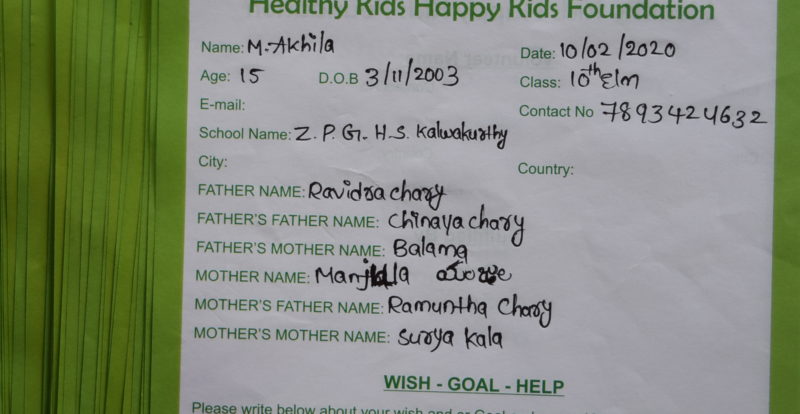 Healthy Kids Happy Kids Foundation
Name: M. Akhila
Date: 10/02/2020
Age: 15 D.O.B 3/11/2003
Class: 10th E/m
E-mail:
Contact No 7893424632
School Name: Z. P. G. H. S. Kalwakurthy
City:
Country:
FATHER NAME: Ravidra chary
FATHER'S FATHER NAME: Chinaya chary
FATHER'S MOTHER NAME: Balama
MOTHER NAME: Manjula
MOTHER'S FATHER NAME: Ramuntha Chary
MOTHER'S MOTHER NAME: Surya kala
WISH - GOAL - HELP
Please write below about your wish and or Goal